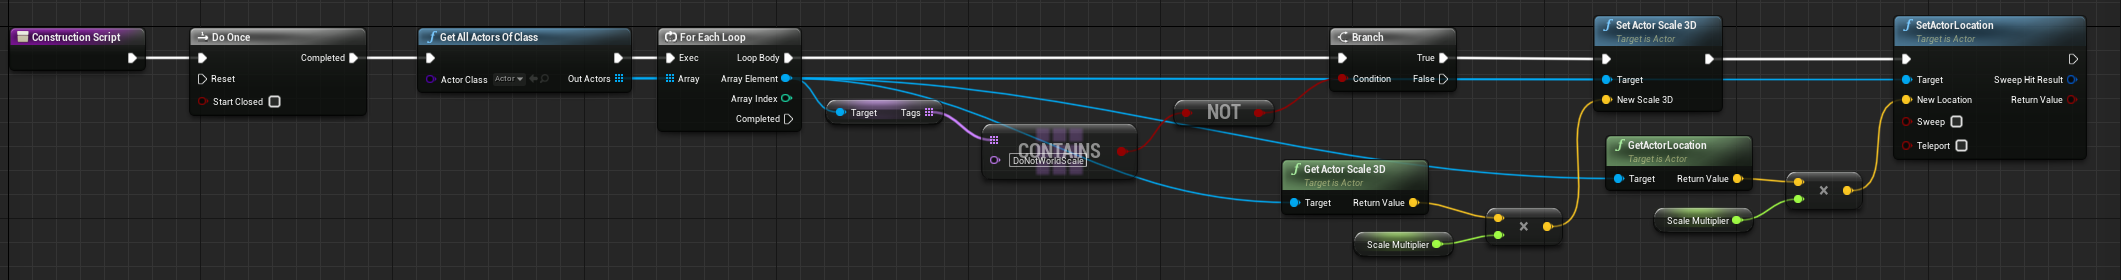 Construction Script
Do Once
Completed
Reset
Start Closed
Get All Actors Of Class
Actor Class Actor
Out Actors
For Each Loop
Exec Loop Body
Array Array Element
Array Index
Completed
Target Tags
CONTAINS
DoNotWorldScale
NOT
Branch
True
Condition False
Get Actor Scale 3D
Target is Actor
Target Return Value
Scale Multiplier
×
Set Actor Scale 3D
Target is Actor
Target
New Scale 3D
GetActorLocation
Target is Actor
Target Return Value
Scale Multiplier
×
SetActorLocation
Target is Actor
Target Sweep Hit Result
New Location Return Value
Sweep
Teleport